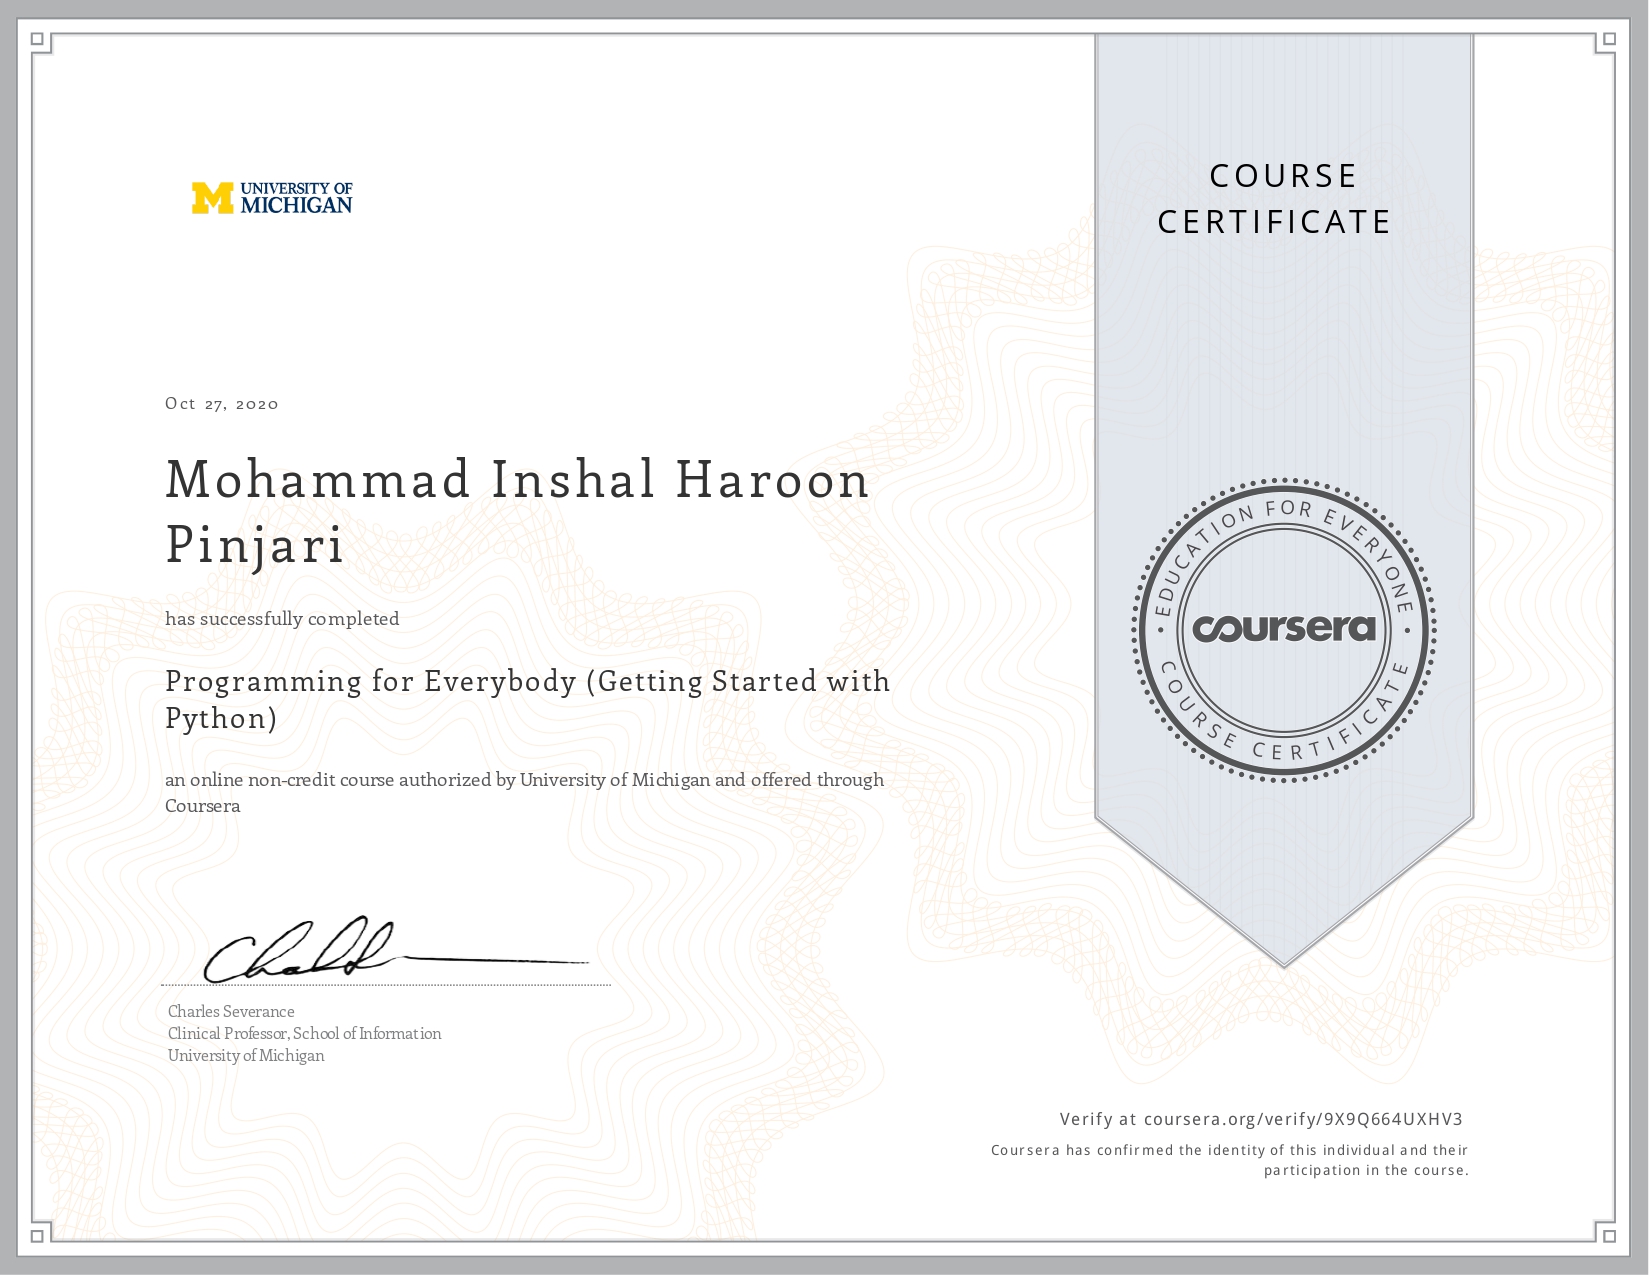 UNIVERSITY OF
MICHIGAN
COURSE
CERTIFICATE
Oct 27, 2020
Mohammad Inshal Haroon
Pinjari
has successfully completed
Programming for Everybody (Getting Started with
Python)
an online non-credit course authorized by University of Michigan and offered through
Coursera
EDUCATION FOR EVERYONE
coursera
COURSE CERTIFICATE
Charles Severance
Clinical Professor, School of Information
University of Michigan
Verify at coursera.org/verify/9X9Q664UXHV3
Coursera has confirmed the identity of this individual and their
participation in the course.